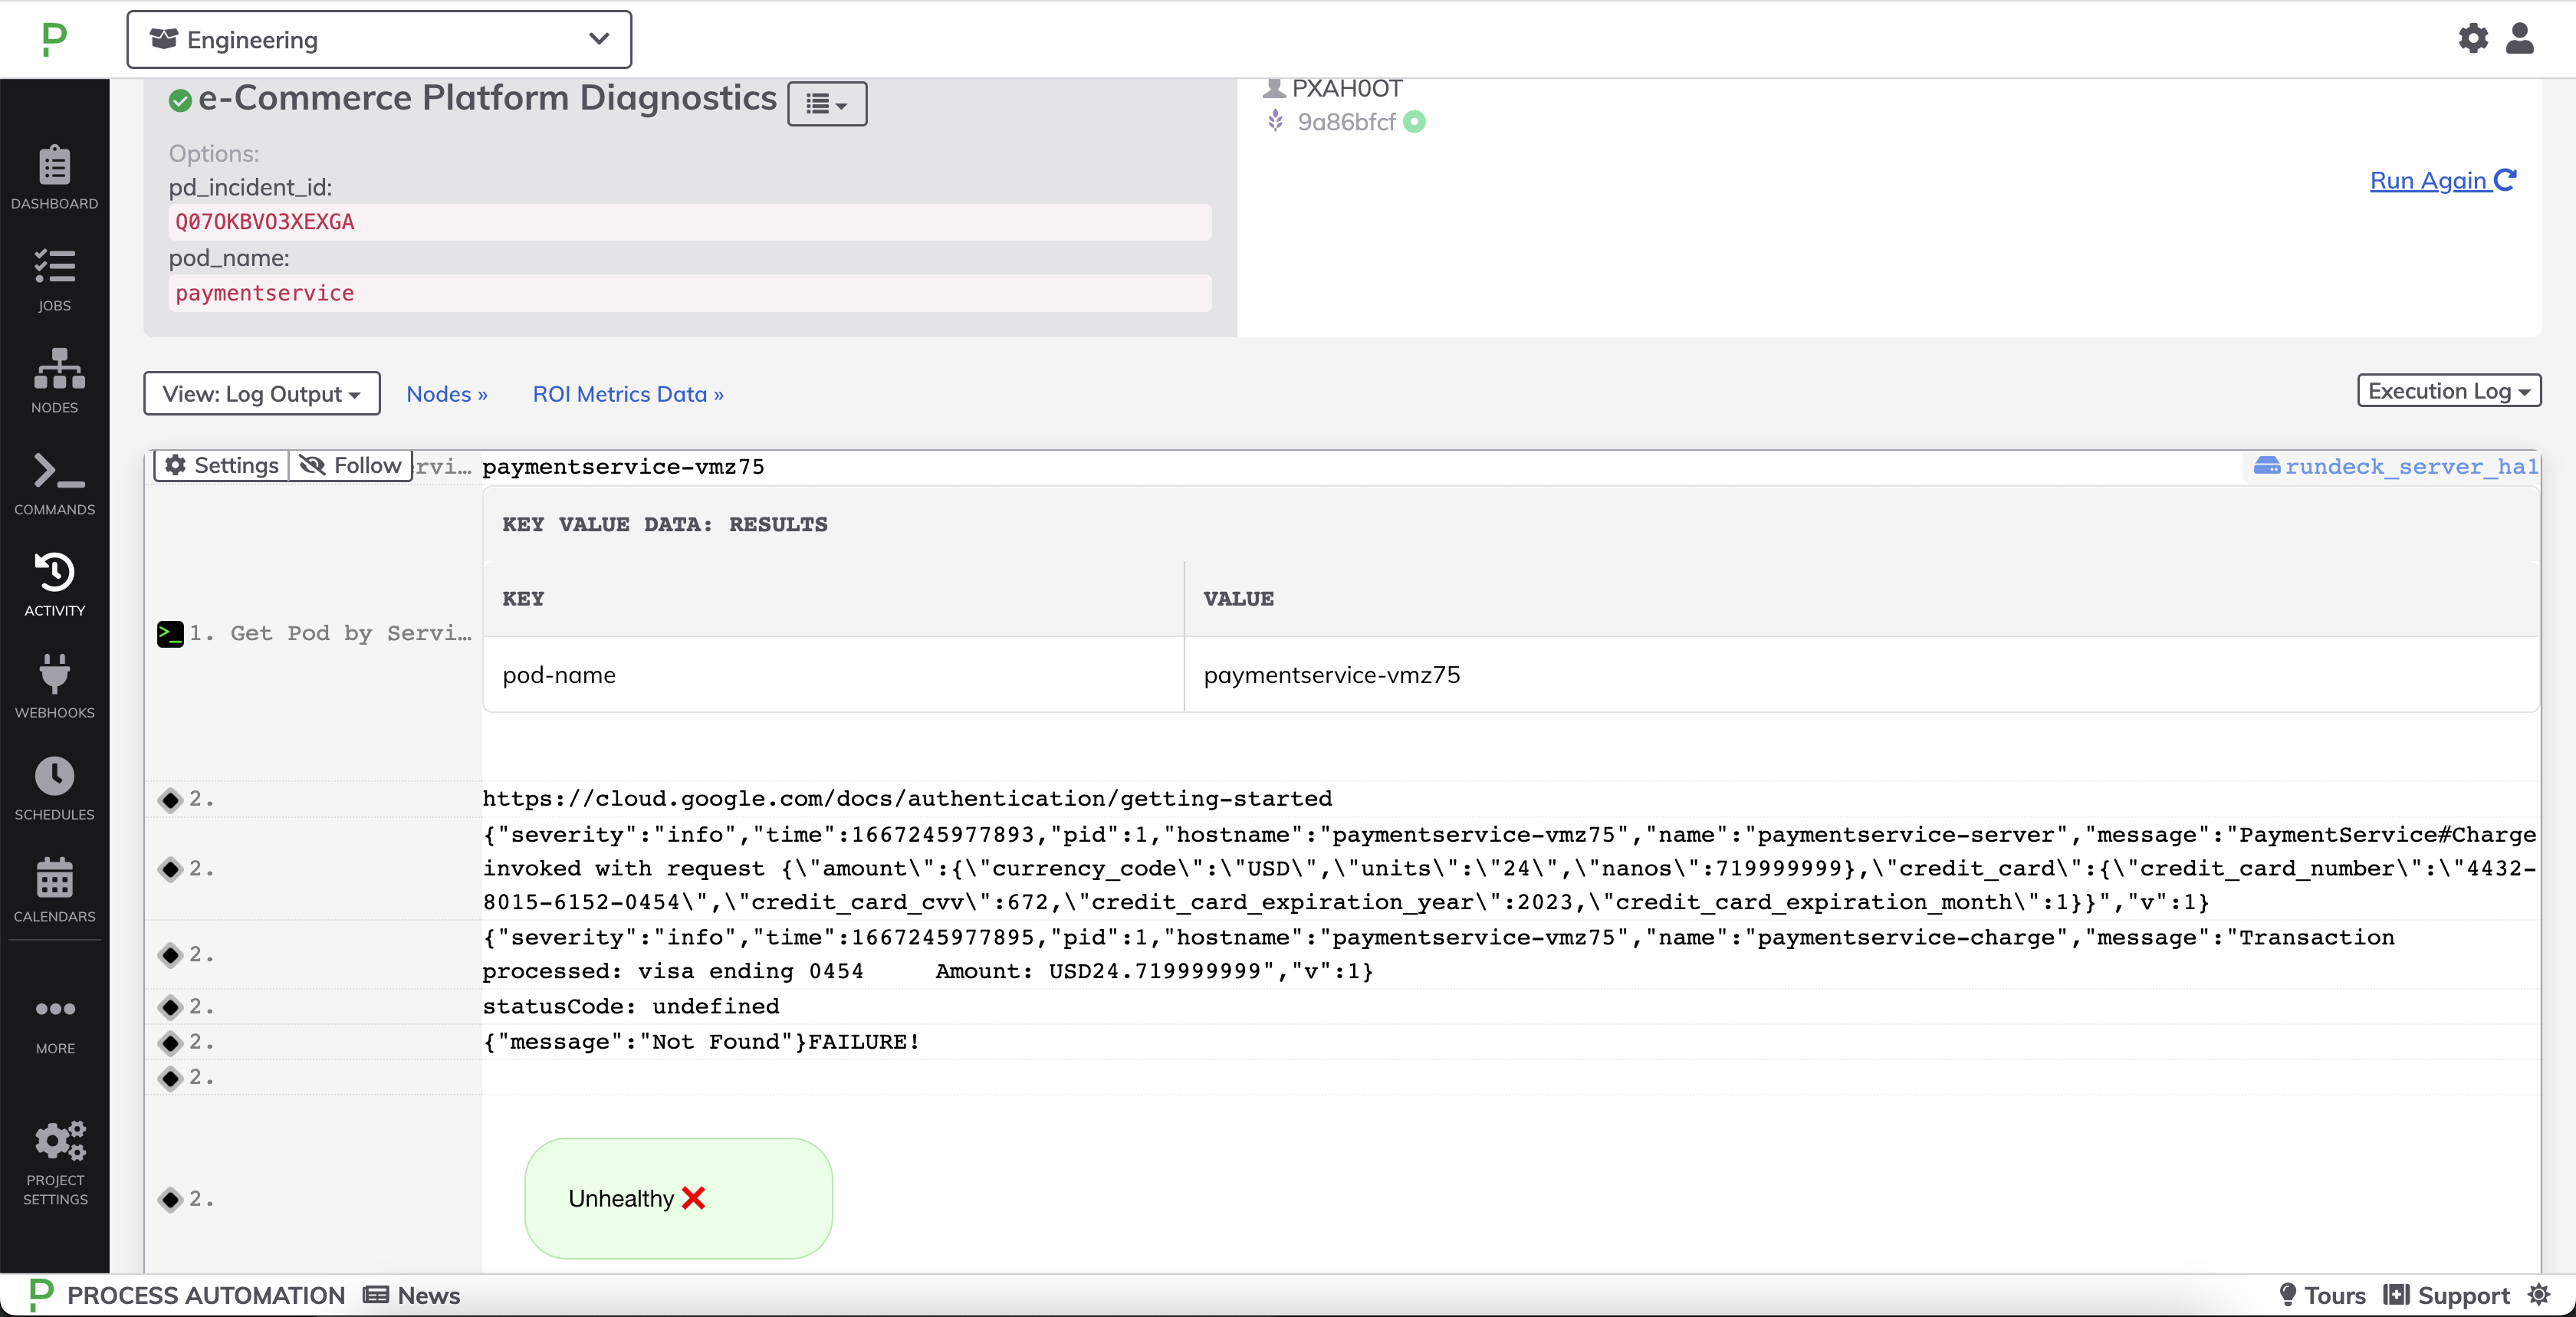 Engineering
e-Commerce Platform Diagnostics
Options:
pd_incident_id:
Q07OKBVO3XEXGA
pod_name:
paymentservice
PXAH0OT
9a86bfcf
Run Again
DASHBOARD
JOBS
NODES
COMMANDS
ACTIVITY
WEBHOOKS
SCHEDULES
CALENDARS
MORE
PROJECT
SETTINGS
View: Log Output
Nodes »
ROI Metrics Data »
Execution Log
Settings
Follow
rvi…
paymentservice-vmz75
rundeck_server_ha1
KEY VALUE DATA: RESULTS
KEY
VALUE
1. Get Pod by Servi…
pod-name
paymentservice-vmz75
2.
https://cloud.google.com/docs/authentication/getting-started
2.
{"severity":"info","time":1667245977893,"pid":1,"hostname":"paymentservice-vmz75","name":"paymentservice-server","message":"PaymentService#Charge
invoked with request {\"amount\":{\"currency_code\":\"USD\",\"units\":\"24\",\"nanos\":719999999},\"credit_card\":{\"credit_card_number\":\"4432-
8015-6152-0454\",\"credit_card_cvv\":672,\"credit_card_expiration_year\":2023,\"credit_card_expiration_month\":1}}","v":1}
2.
{"severity":"info","time":1667245977895,"pid":1,"hostname":"paymentservice-vmz75","name":"paymentservice-charge","message":"Transaction
processed: visa ending 0454     Amount: USD24.719999999","v":1}
2.
statusCode: undefined
2.
{"message":"Not Found"}FAILURE!
2.
2.
Unhealthy ❌
PROCESS AUTOMATION
News
Tours
Support